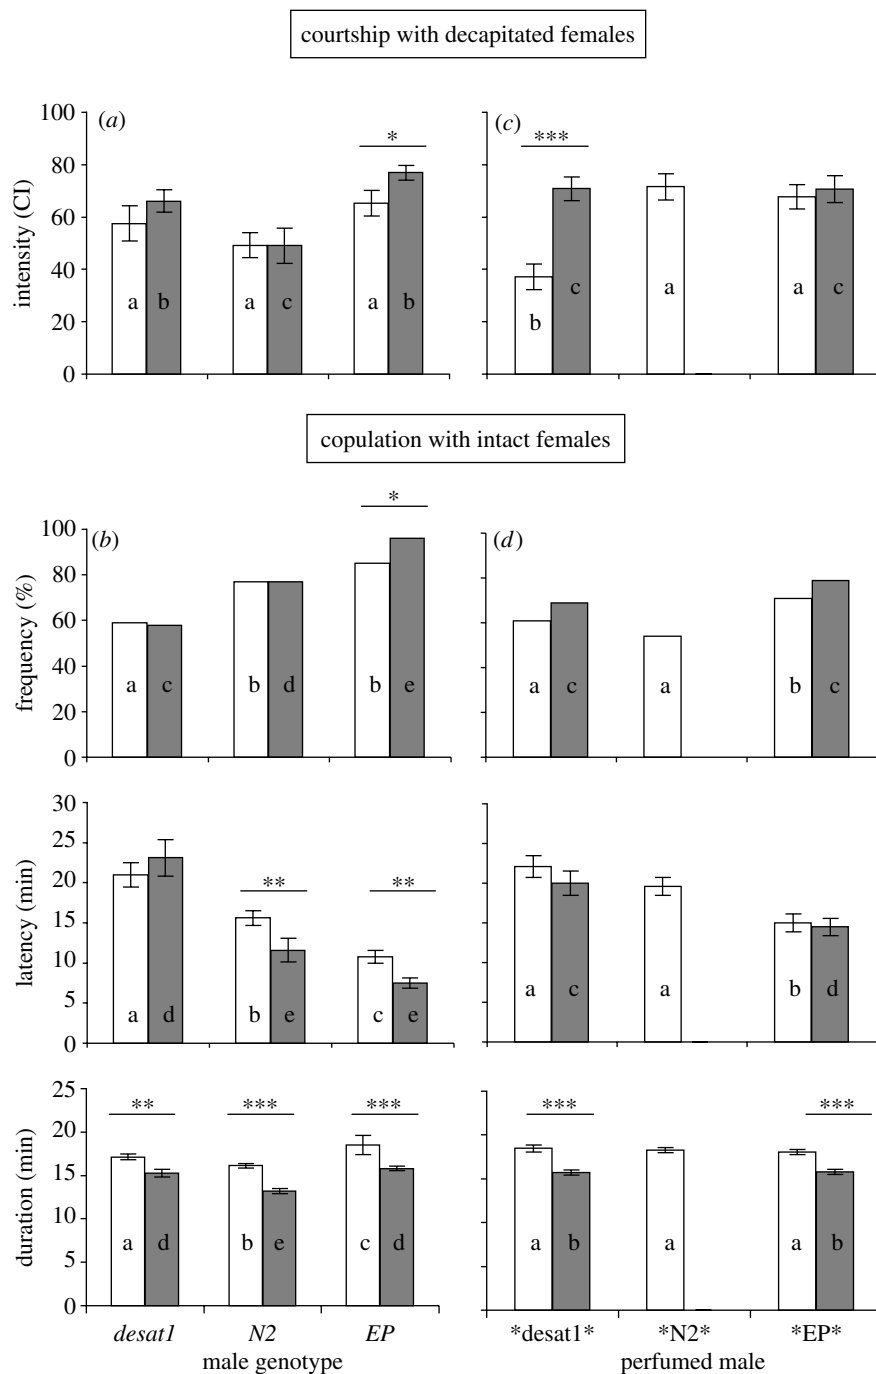 courtship with decapitated females
(a)
(c)
*
***
intensity (CI)
100
80
60
40
20
0
a b a c a b
b c a a c
copulation with intact females
(b)
(d)
*
frequency (%)
100
80
60
40
20
0
a c b d b e
a c a b c
latency (min)
30
25
20
15
10
5
0
** **
a d b e c e
a c a b d
duration (min)
25
20
15
10
5
0
** *** ***
*** ***
a d b e c d
a b a a b
desat1 N2 EP
male genotype
*desat1* *N2* *EP*
perfumed male